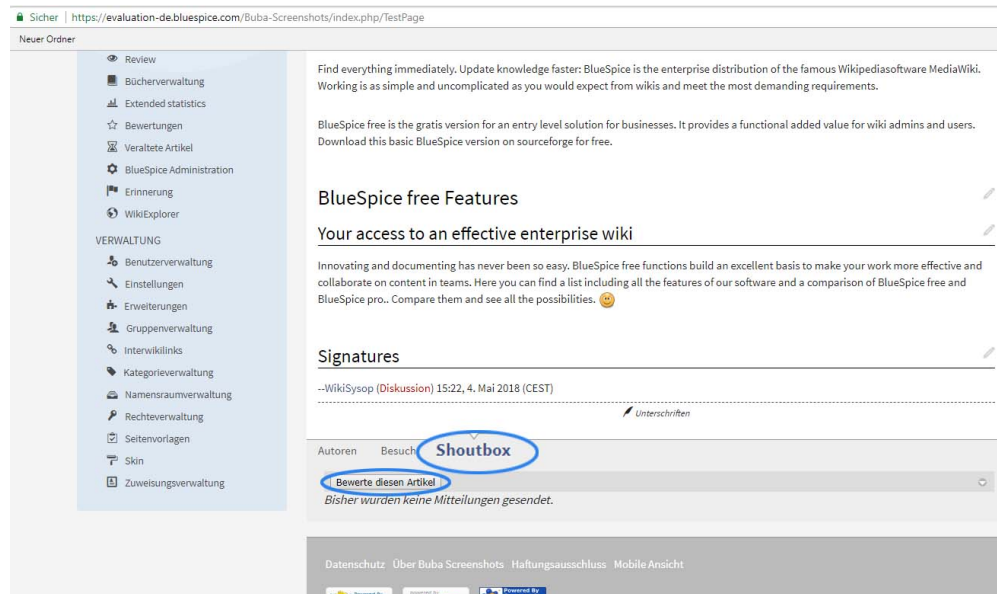 Sicher | https://evaluation-de.bluespice.com/Buba-Screenshots/index.php/TestPage
Neuer Ordner
Review
Bücherverwaltung
Extended statistics
Bewertungen
Veraltete Artikel
BlueSpice Administration
Erinnerung
WikiExplorer
VERWALTUNG
Benutzerverwaltung
Einstellungen
Erweiterungen
Gruppenverwaltung
Interwikilinks
Kategorieverwaltung
Namensraumverwaltung
Rechteverwaltung
Seitenvorlagen
Skin
Zuweisungsverwaltung
Find everything immediately. Update knowledge faster: BlueSpice is the enterprise distribution of the famous Wikipediasoftware MediaWiki.
Working is as simple and uncomplicated as you would expect from wikis and meet the most demanding requirements.
BlueSpice free is the gratis version for an entry level solution for businesses. It provides a functional added value for wiki admins and users.
Download this basic BlueSpice version on sourceforge for free.
BlueSpice free Features
Your access to an effective enterprise wiki
Innovating and documenting has never been so easy. BlueSpice free functions build an excellent basis to make your work more effective and
collaborate on content in teams. Here you can find a list including all the features of our software and a comparison of BlueSpice free and
BlueSpice pro.. Compare them and see all the possibilities.
Signatures
--WikiSysop (Diskussion) 15:22, 4. Mai 2018 (CEST)
Unterschriften
Autoren Besuch Shoutbox
Bewerte diesen Artikel
Bisher wurden keine Mitteilungen gesendet.
Datenschutz Über Buba Screenshots Haftungsausschluss Mobile Ansicht
Powered By